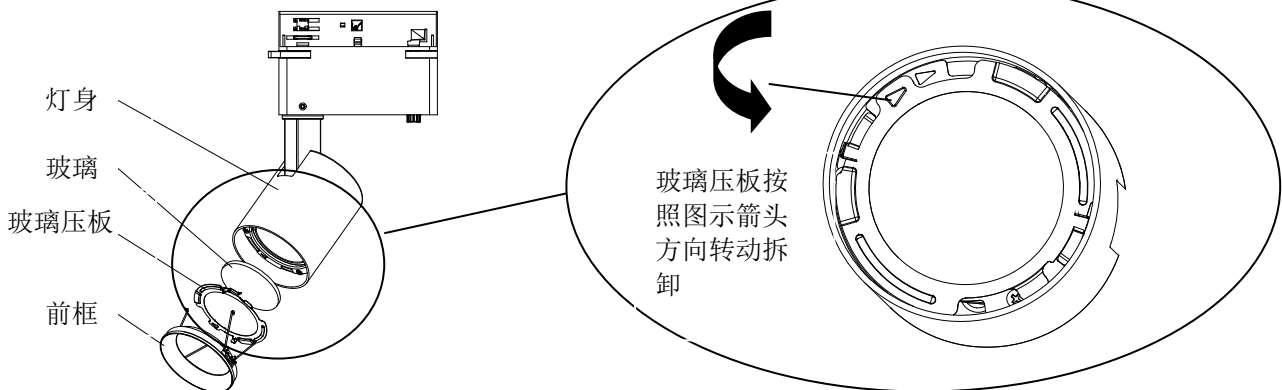 灯身
玻璃
玻璃压板
前框
玻璃压板按
照图示箭头
方向转动拆
卸